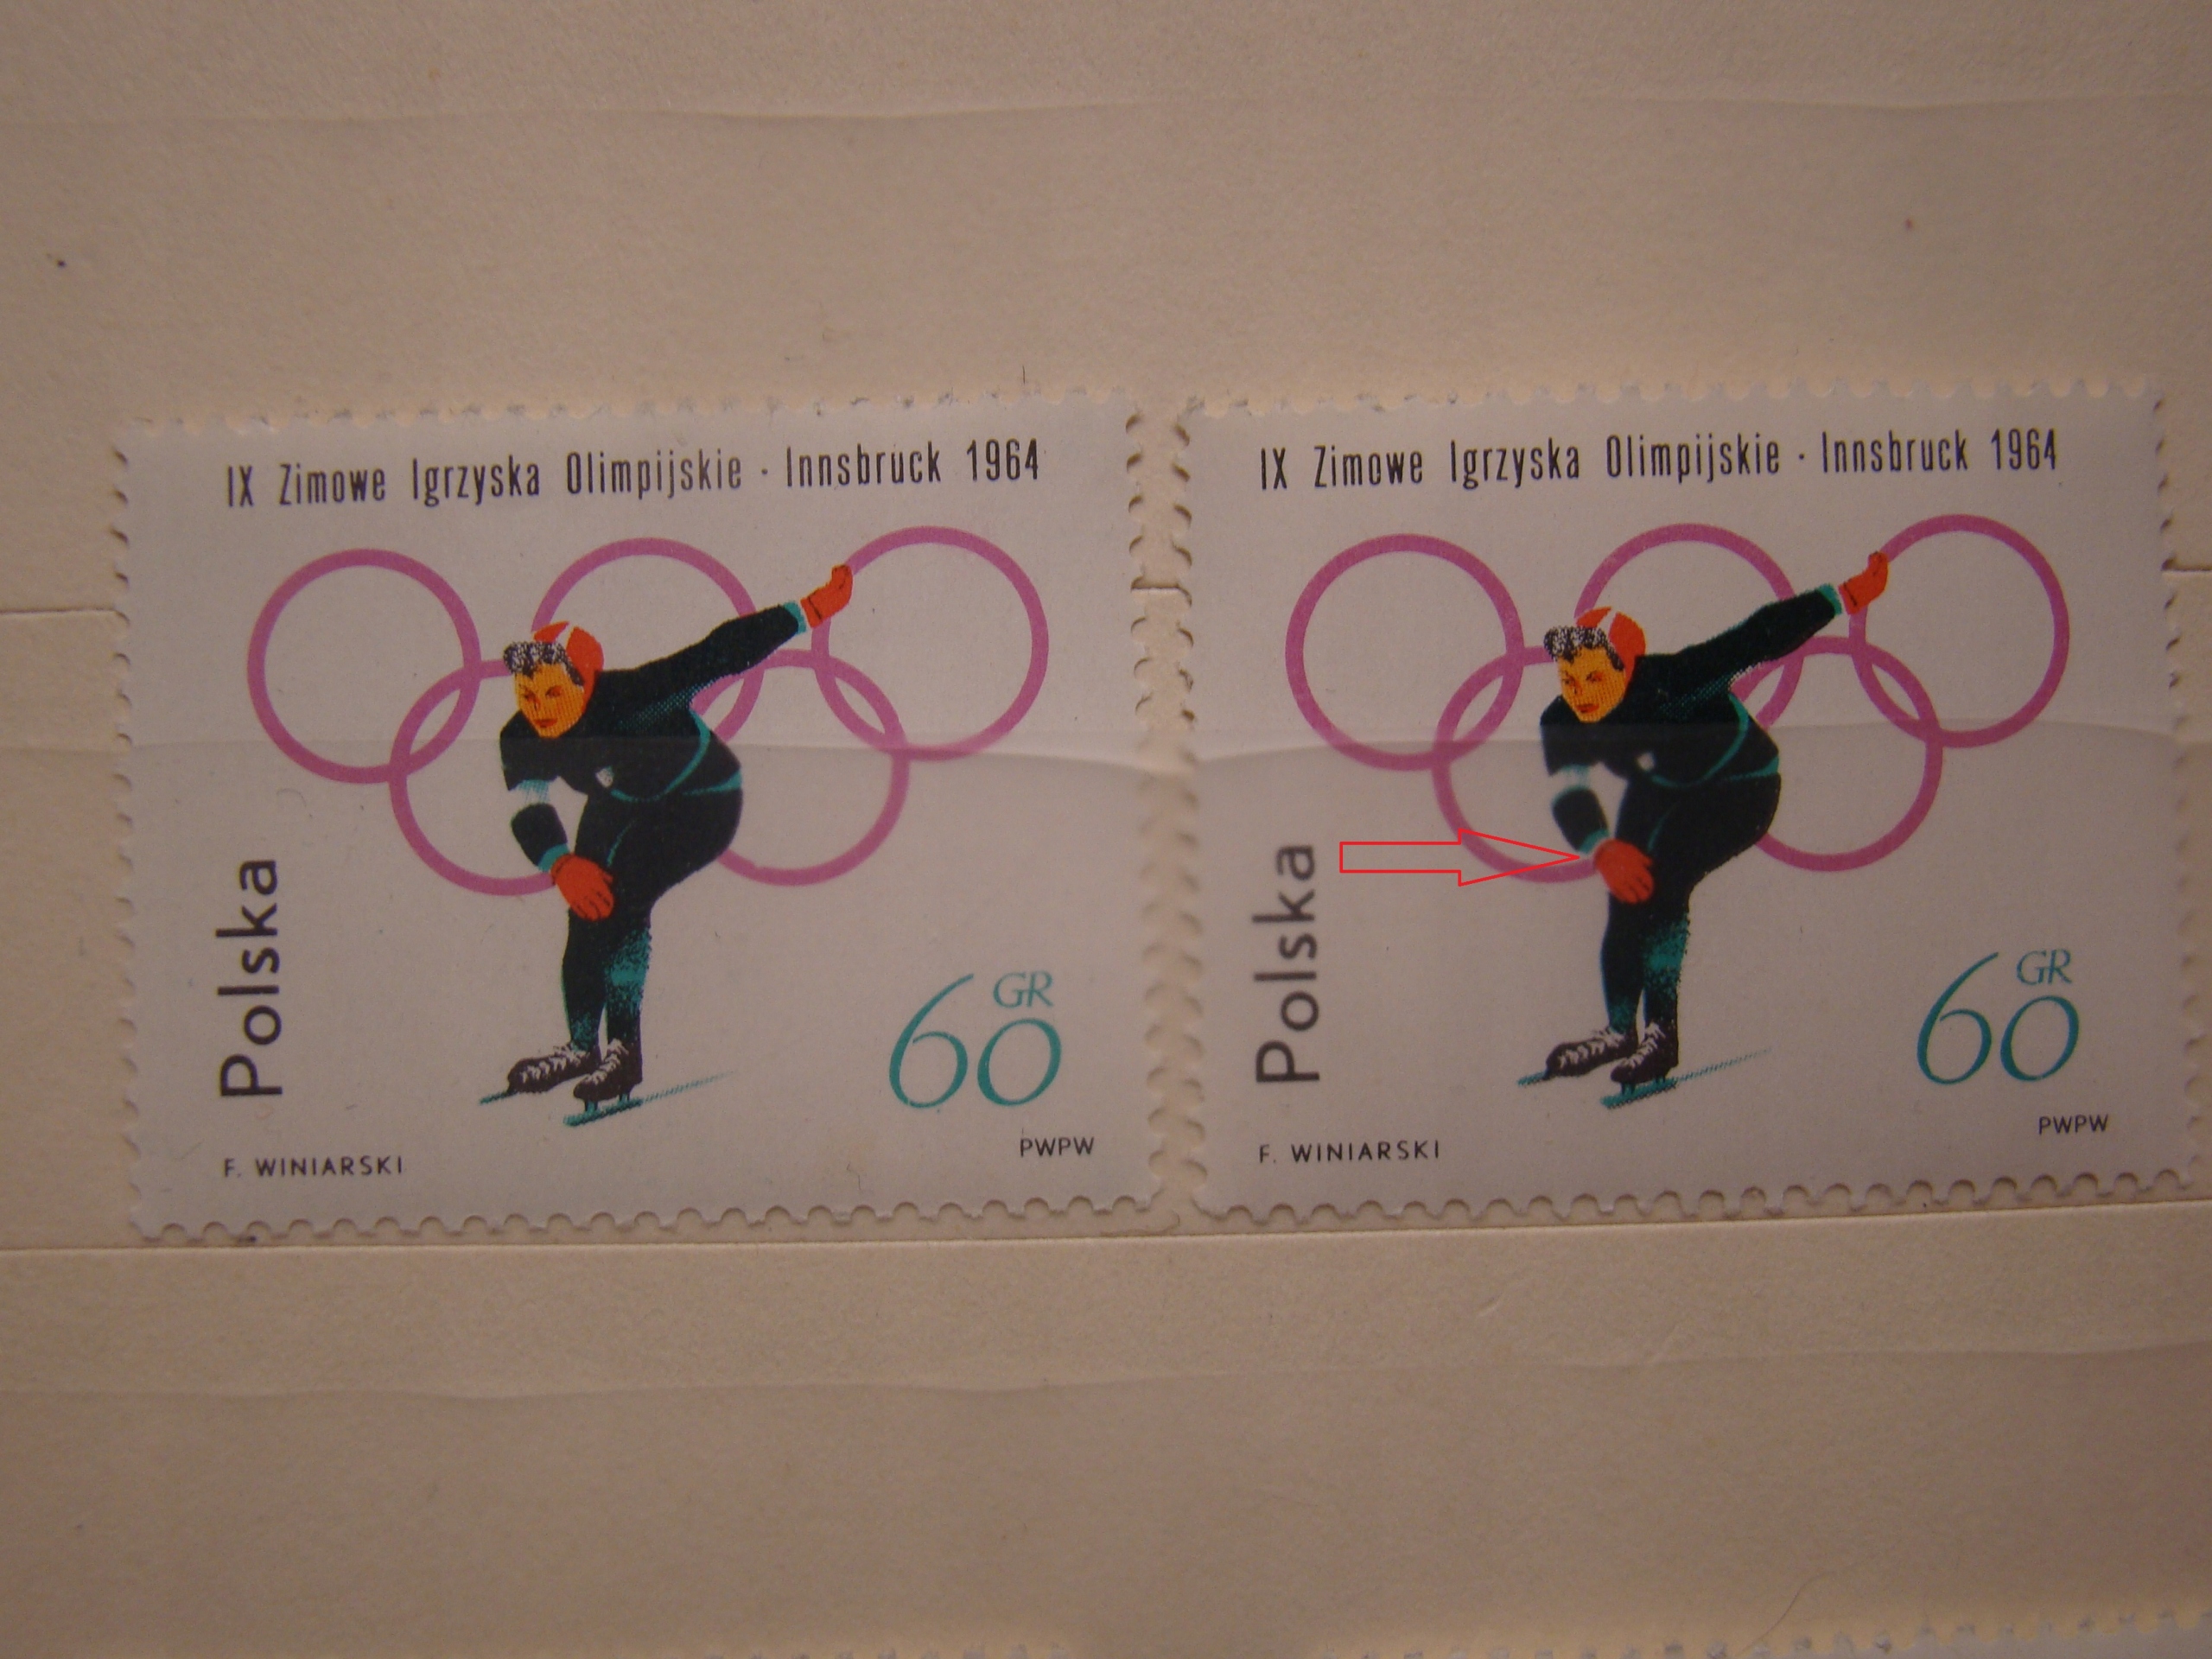 IX Zimowe Igrzyska Olimpijskie · Innsbruck 1964
Polska
60 GR
F. WINIARSKI
PWPW
IX Zimowe Igrzyska Olimpijskie · Innsbruck 1964
Polska
60 GR
F. WINIARSKI
PWPW